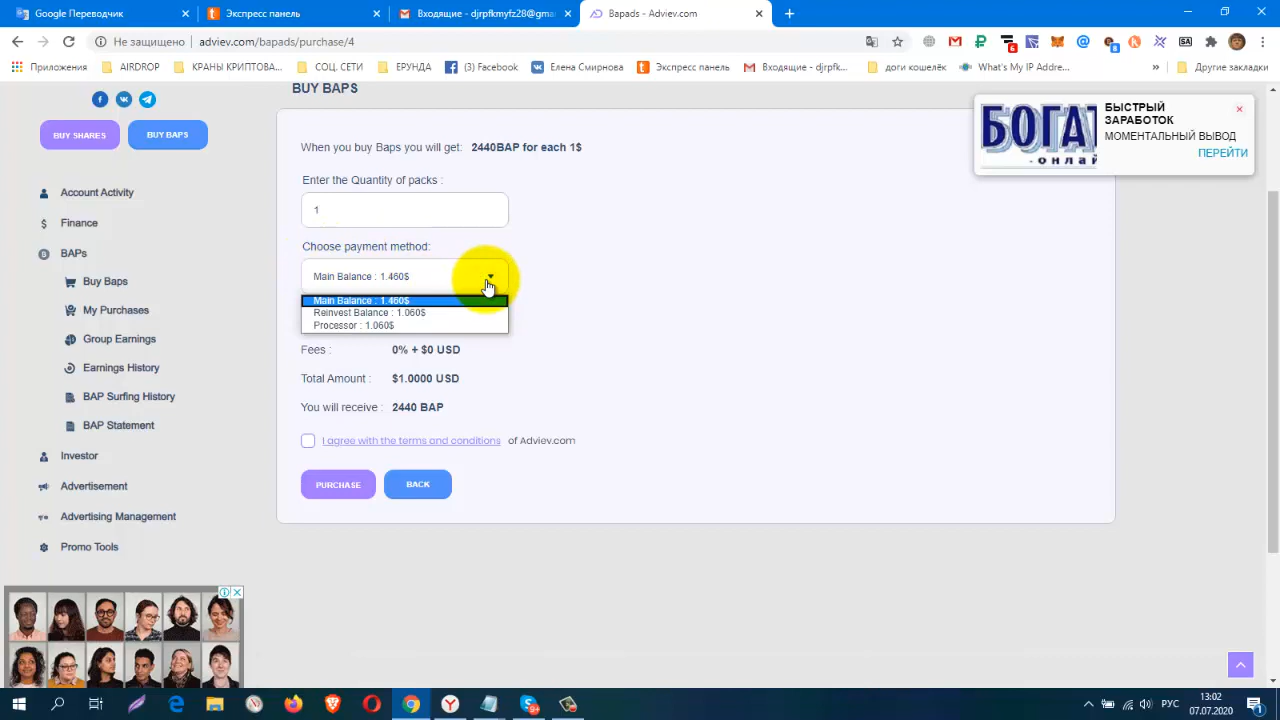 Google Переводчик
Экспресс панель
Входящие - djrpfkmyfz28@gmai
Bapads - Adviev.com
Не защищено | adviev.com/bapads/purchase/4
Приложения
AIRDROP
КРАНЫ КРИПТОВА...
СОЦ. СЕТИ
ЕРУНДА
(3) Facebook
Елена Смирнова
Экспресс панель
Входящие - djrpfk...
доги кошелёк
What's My IP Addre...
»
Другие закладки
BUY SHARES
BUY BAPS
Account Activity
Finance
BAPs
Buy Baps
My Purchases
Group Earnings
Earnings History
BAP Surfing History
BAP Statement
Investor
Advertisement
Advertising Management
Promo Tools
BUY BAPS
When you buy Baps you will get: 2440BAP for each 1$
Enter the Quantity of packs :
1
Choose payment method:
Main Balance : 1.460$
Main Balance : 1.460$
Reinvest Balance : 1.060$
Processor : 1.060$
Fees : 0% + $0 USD
Total Amount : $1.0000 USD
You will receive : 2440 BAP
I agree with the terms and conditions of Adviev.com
PURCHASE
BACK
БОГАТ
- онлай
БЫСТРЫЙ
ЗАРАБОТОК
МОМЕНТАЛЬНЫЙ ВЫВОД
ПЕРЕЙТИ
РУС
13:02
07.07.2020